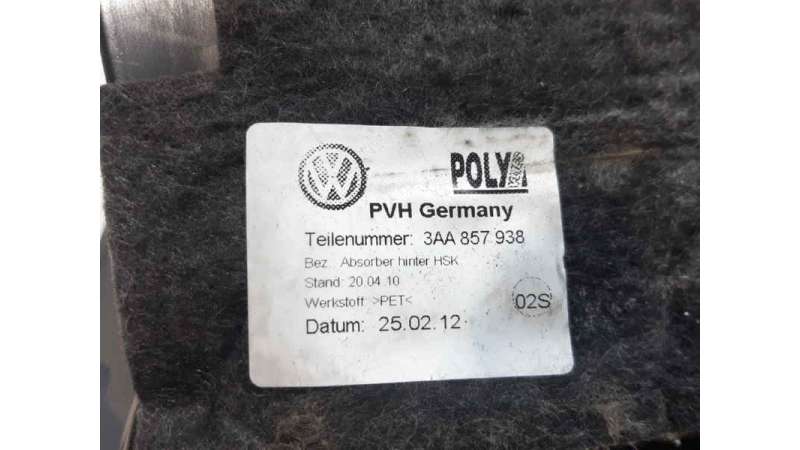 POLY
PVH Germany
Teilenummer: 3AA 857 938
Bez. Absorber hinter HSK
Stand: 20.04.10
Werkstoff: >PET<
02S
Datum: 25.02.12